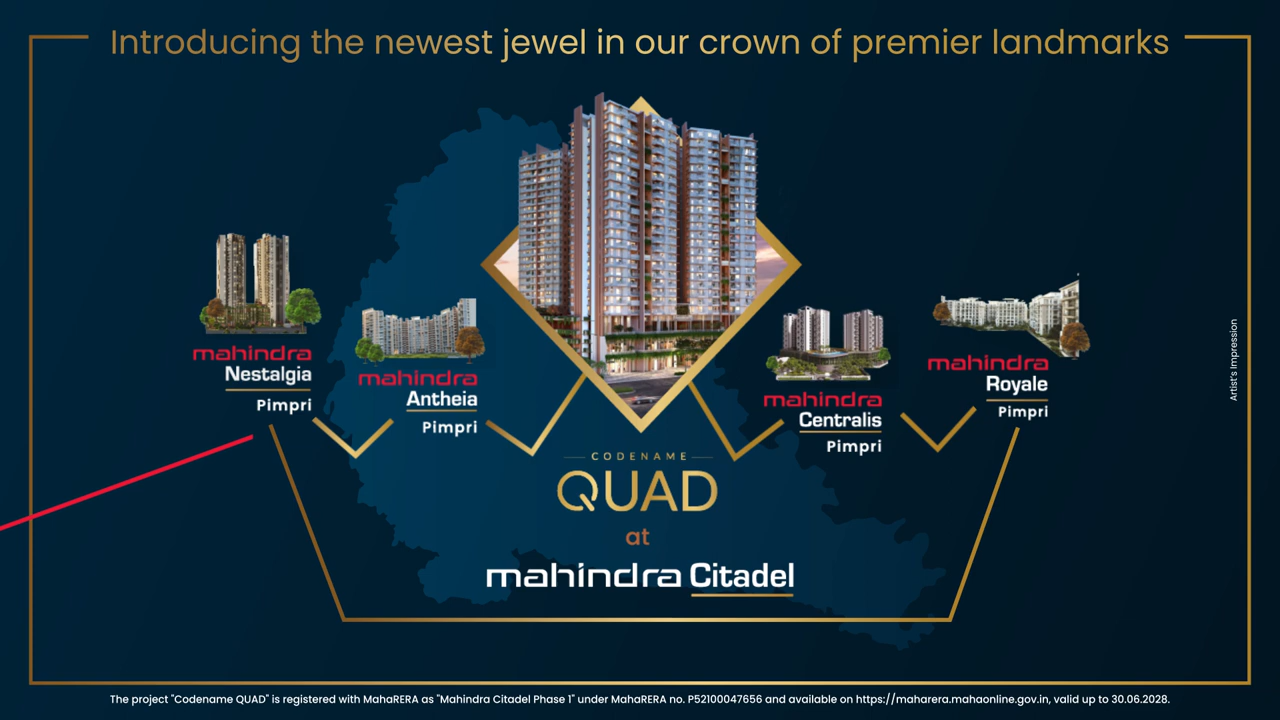 Introducing the newest jewel in our crown of premier landmarks
mahindra
Nestalgia
Pimpri
mahindra
Antheia
Pimpri
mahindra
Centralis
Pimpri
mahindra
Royale
Pimpri
CODENAME
QUAD
at
mahindra Citadel
Artist's Impression
The project "Codename QUAD" is registered with MahaRERA as "Mahindra Citadel Phase 1" under MahaRERA no. P52100047656 and available on https://maharera.mahaonline.gov.in, valid up to 30.06.2028.